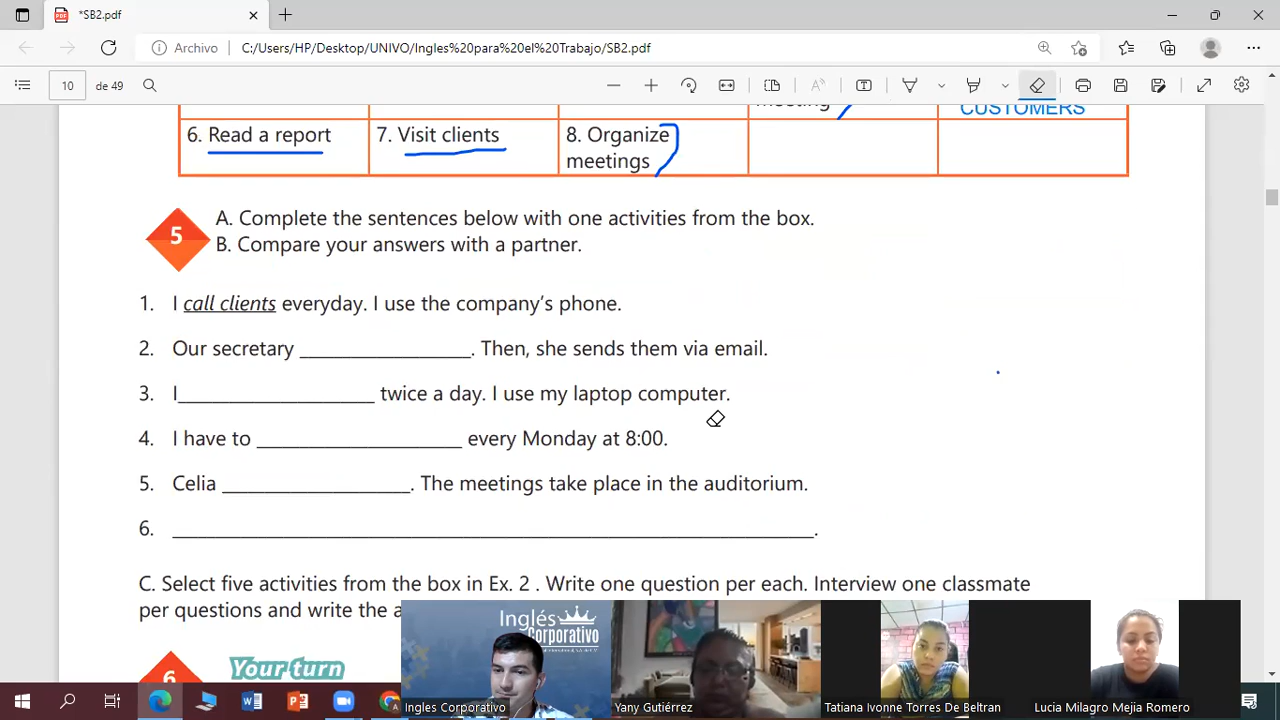 *SB2.pdf
Archivo
C:/Users/HP/Desktop/UNIVO/Ingles%20para%20el%20Trabajo/SB2.pdf
10
de 49
meeting
CUSTOMERS
6. Read a report
7. Visit clients
8. Organize
meetings
5
A. Complete the sentences below with one activities from the box.
B. Compare your answers with a partner.
1. I call clients everyday. I use the company's phone.
2. Our secretary _________________. Then, she sends them via email.
3. I____________________ twice a day. I use my laptop computer.
4. I have to ____________________ every Monday at 8:00.
5. Celia ___________________. The meetings take place in the auditorium.
6. ________________________________________________________________.
C. Select five activities from the box in Ex. 2 . Write one question per each. Interview one classmate
per questions and write the a
6
Your turn
Inglés
Corporativo
Ingles Corporativo
Yany Gutiérrez
Tatiana Ivonne Torres De Beltran
Lucia Milagro Mejia Romero